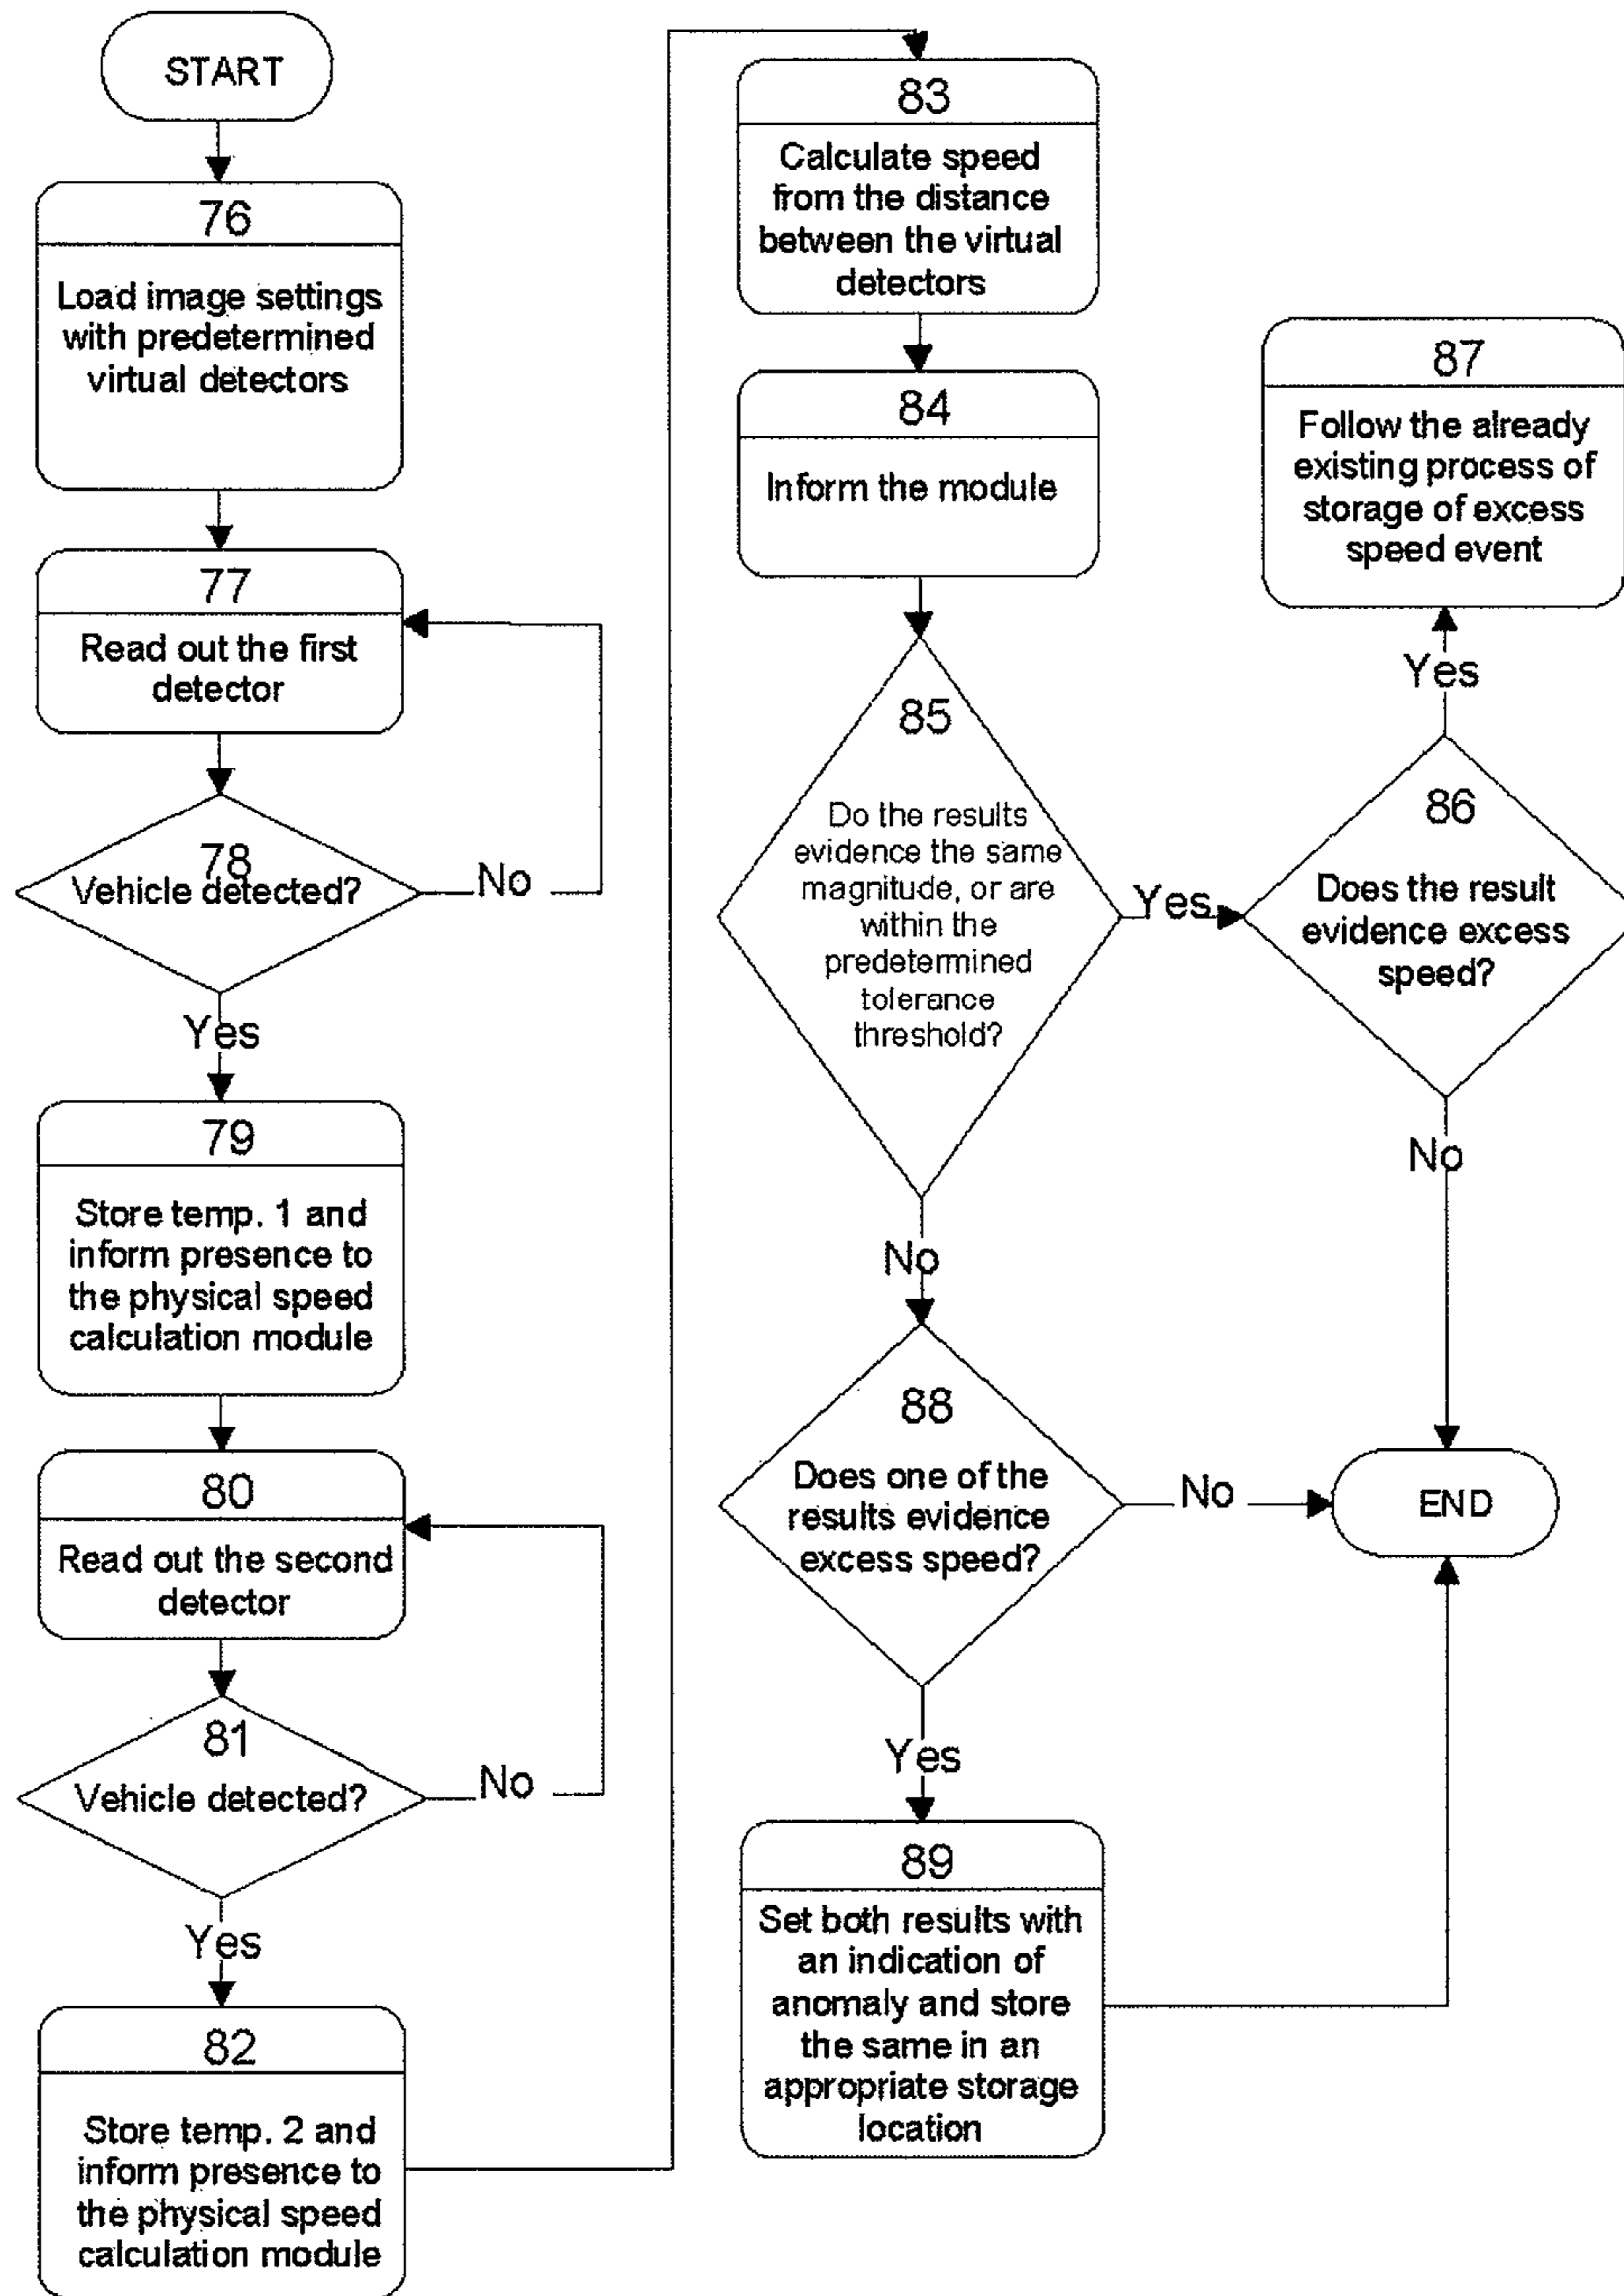 START
76
Load image settings
with predetermined
virtual detectors
77
Read out the first
detector
78
Vehicle detected?
No
Yes
79
Store temp. 1 and
inform presence to
the physical speed
calculation module
80
Read out the second
detector
81
Vehicle detected?
No
Yes
82
Store temp. 2 and
inform presence to
the physical speed
calculation module
83
Calculate speed
from the distance
between the virtual
detectors
84
Inform the module
85
Do the results
evidence the same
magnitude, or are
within the
predetermined
tolerance
threshold?
Yes
No
86
Does the result
evidence excess
speed?
Yes
No
87
Follow the already
existing process of
storage of excess
speed event
88
Does one of the
results evidence
excess speed?
No
Yes
END
89
Set both results with
an indication of
anomaly and store
the same in an
appropriate storage
location